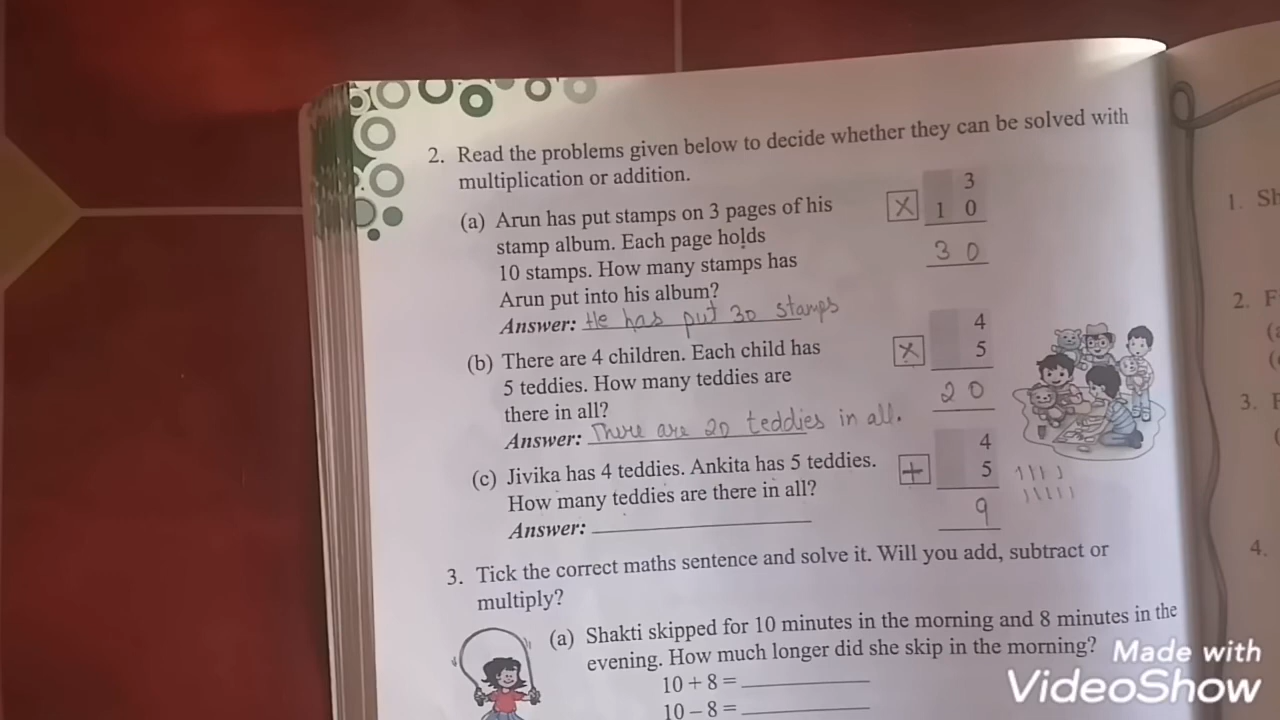 2. Read the problems given below to decide whether they can be solved with
multiplication or addition.
(a) Arun has put stamps on 3 pages of his
stamp album. Each page holds
10 stamps. How many stamps has
Arun put into his album?
Answer: He has put 30 stamps
3
× 1 0
3 0
(b) There are 4 children. Each child has
5 teddies. How many teddies are
there in all?
Answer: There are 20 teddies in all.
4
× 5
2 0
(c) Jivika has 4 teddies. Ankita has 5 teddies.
How many teddies are there in all?
Answer:
4
+ 5
9
3. Tick the correct maths sentence and solve it. Will you add, subtract or
multiply?
(a) Shakti skipped for 10 minutes in the morning and 8 minutes in the
evening. How much longer did she skip in the morning?
10 + 8 =
10 – 8 =
1.
2.
3.
4.
Made with
VideoShow